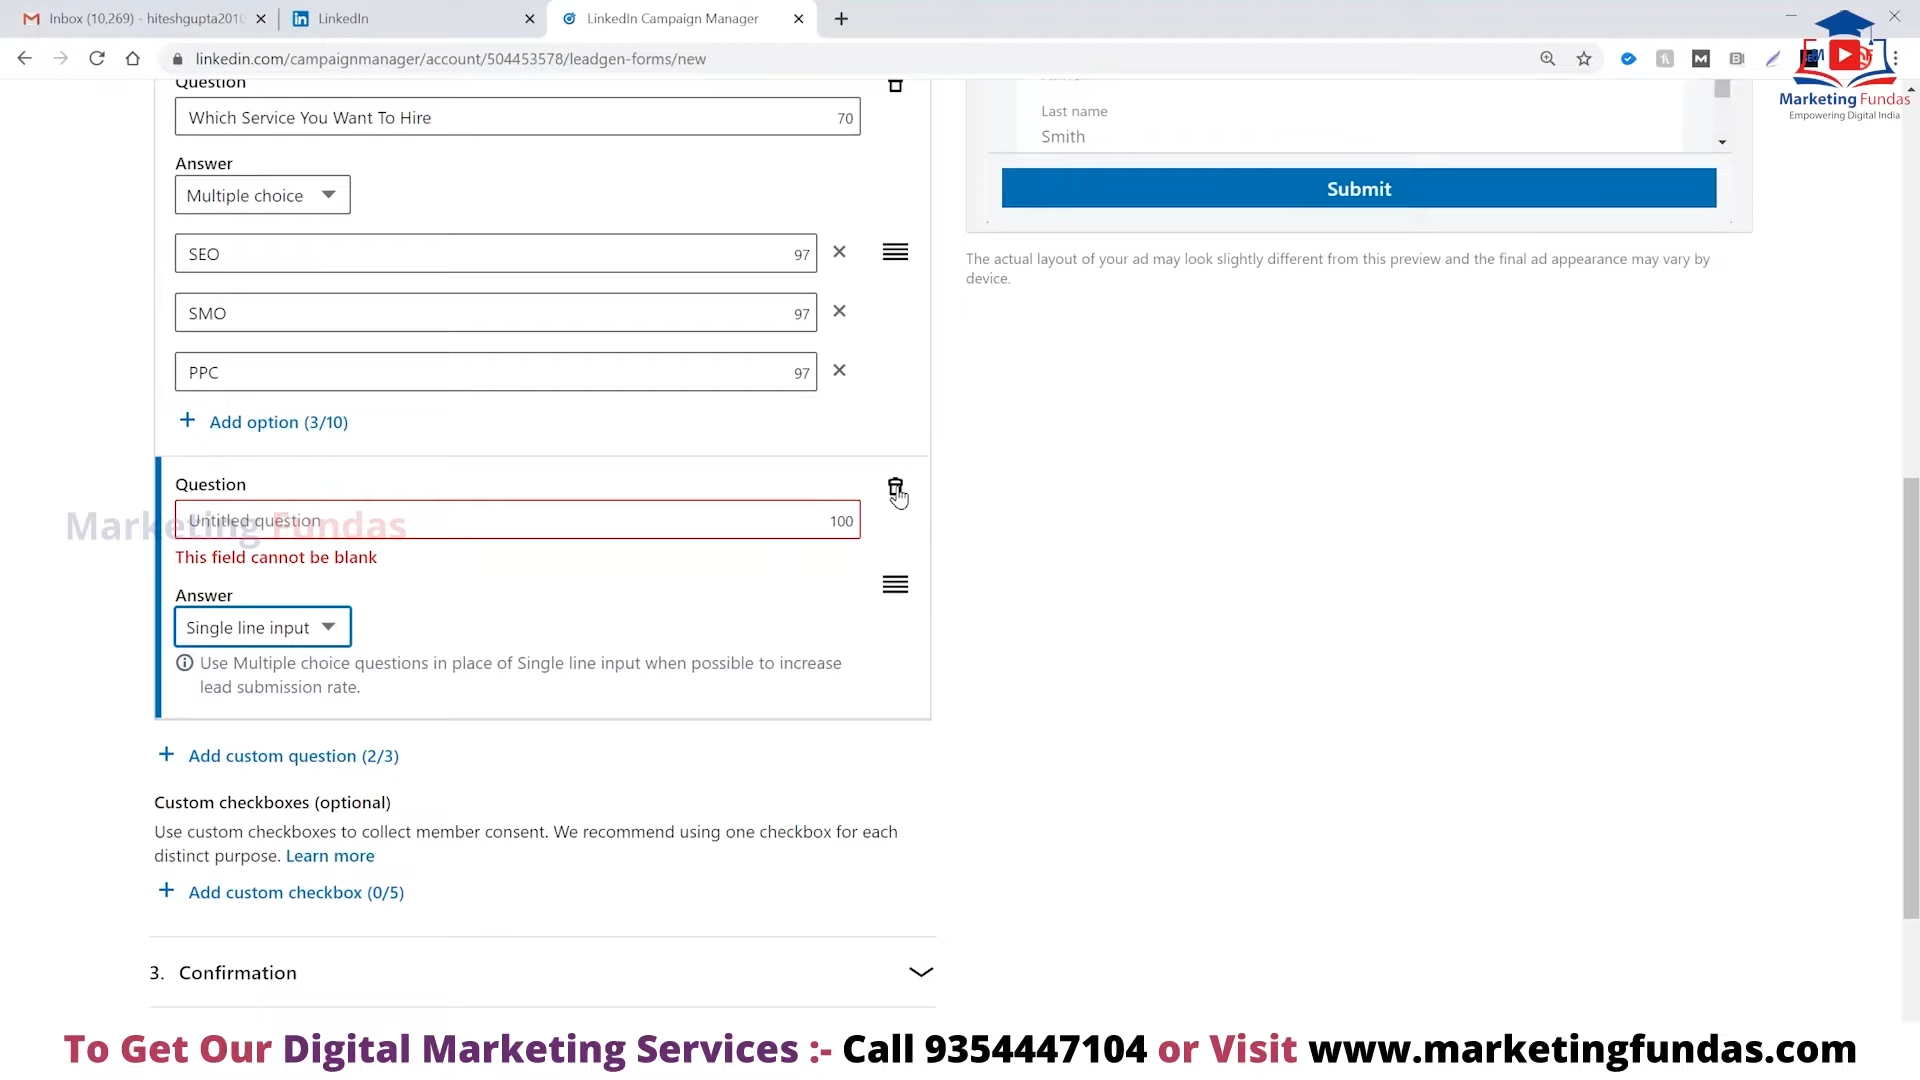 Inbox (10,269) - hiteshgupta2010
LinkedIn
LinkedIn Campaign Manager
linkedin.com/campaignmanager/account/504453578/leadgen-forms/new
Marketing Fundas
Empowering Digital India
Question
Which Service You Want To Hire
70
Answer
Multiple choice
SEO
97
SMO
97
PPC
97
Add option (3/10)
Question
Untitled question
100
Marketing Fundas
This field cannot be blank
Answer
Single line input
Use Multiple choice questions in place of Single line input when possible to increase
lead submission rate.
Add custom question (2/3)
Custom checkboxes (optional)
Use custom checkboxes to collect member consent. We recommend using one checkbox for each
distinct purpose. Learn more
Add custom checkbox (0/5)
3. Confirmation
Last name
Smith
Submit
The actual layout of your ad may look slightly different from this preview and the final ad appearance may vary by
device.
To Get Our Digital Marketing Services :- Call 9354447104 or Visit www.marketingfundas.com